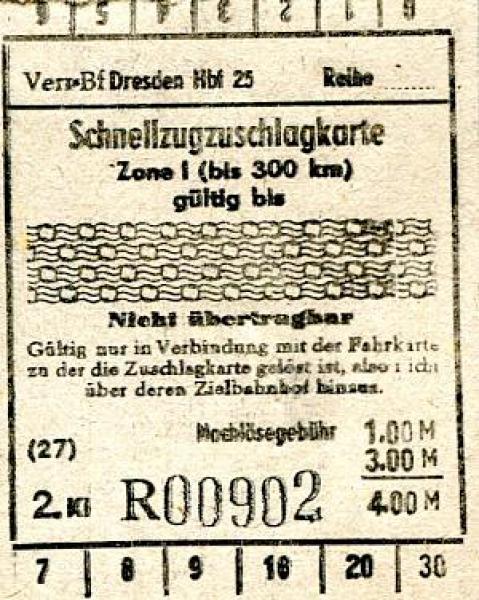 Verk-Bf Dresden Hbf 25 Reihe
Schnellzugzuschlagkarte
Zone I (bis 300 km)
gültig bis
Nicht übertragbar
Gültig nur in Verbindung mit der Fahrkarte
zu der die Zuschlagkarte gelöst ist, also nicht
über deren Zielbahnhof hinaus.
Nachlösegebühr 1.00 M
(27)
3.00 M
2. Kl R00902 4.00 M
7 8 9 10 20 30